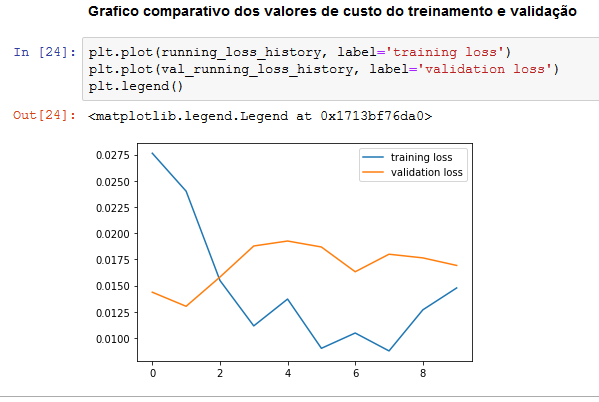 Grafico comparativo dos valores de custo do treinamento e validação
In [24]: plt.plot(running_loss_history, label='training loss')
plt.plot(val_running_loss_history, label='validation loss')
plt.legend()
Out[24]: <matplotlib.legend.Legend at 0x1713bf76da0>
training loss
validation loss
0.0275
0.0250
0.0225
0.0200
0.0175
0.0150
0.0125
0.0100
0 2 4 6 8